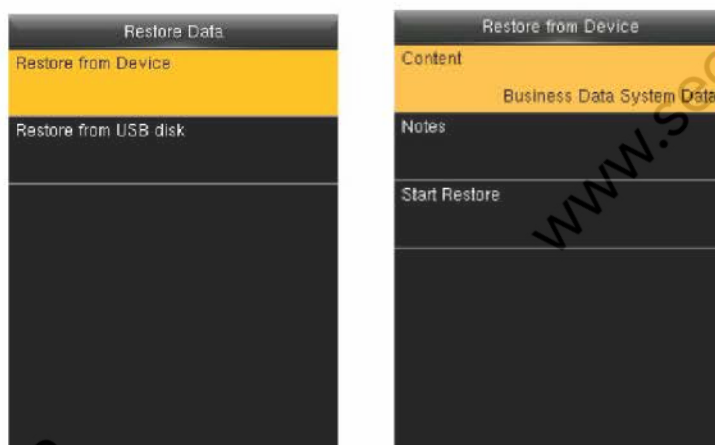 Restore Data
Restore from Device
Restore from USB disk
Restore from Device
Content
Business Data System Data
Notes
Start Restore
www.sec